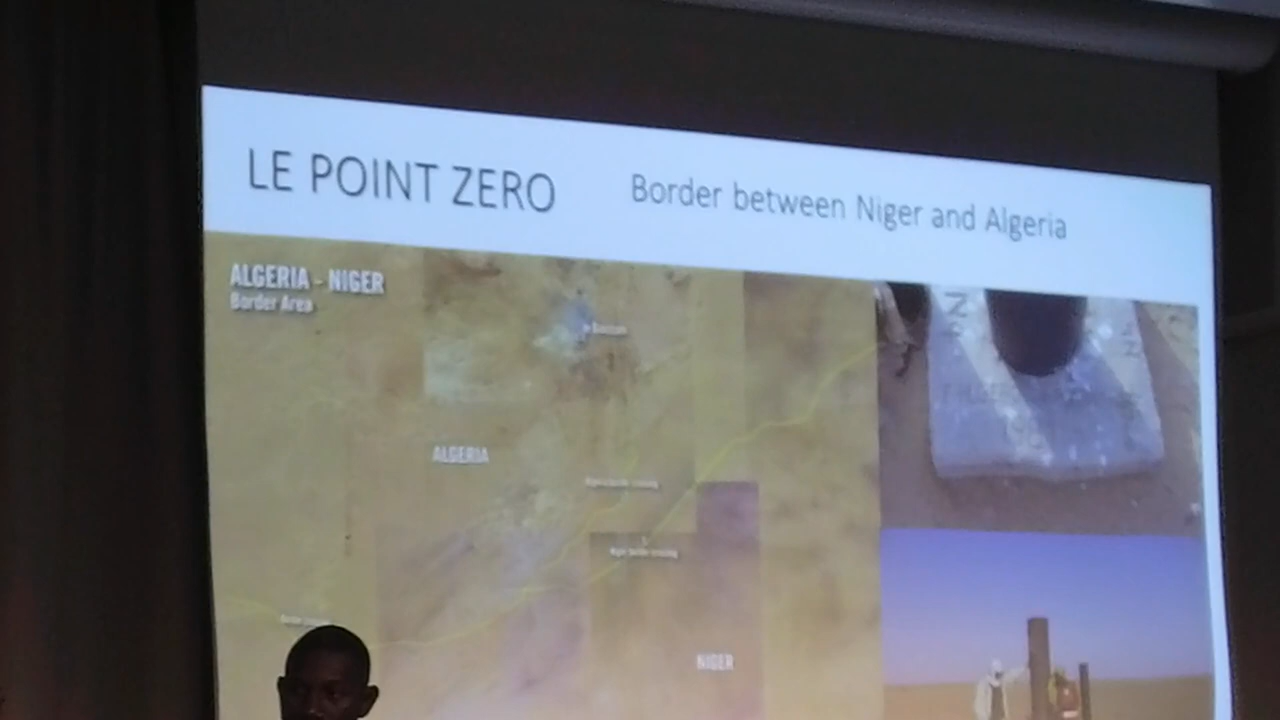 LE POINT ZERO
Border between Niger and Algeria
ALGERIA - NIGER
Border Area
ALGERIA
NIGER